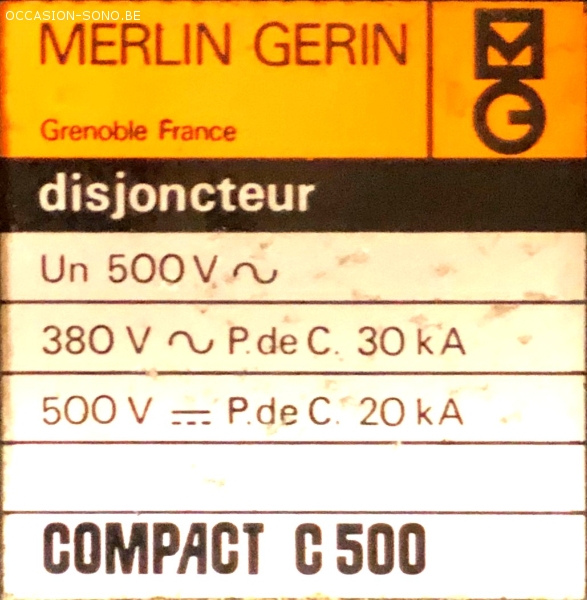 OCCASION-SONO.BE
MERLIN GERIN
MG
Grenoble France
disjoncteur
Un 500 V ~
380 V ~ P.de C. 30 kA
500 V ⎓ P.de C. 20 kA
COMPACT C 500